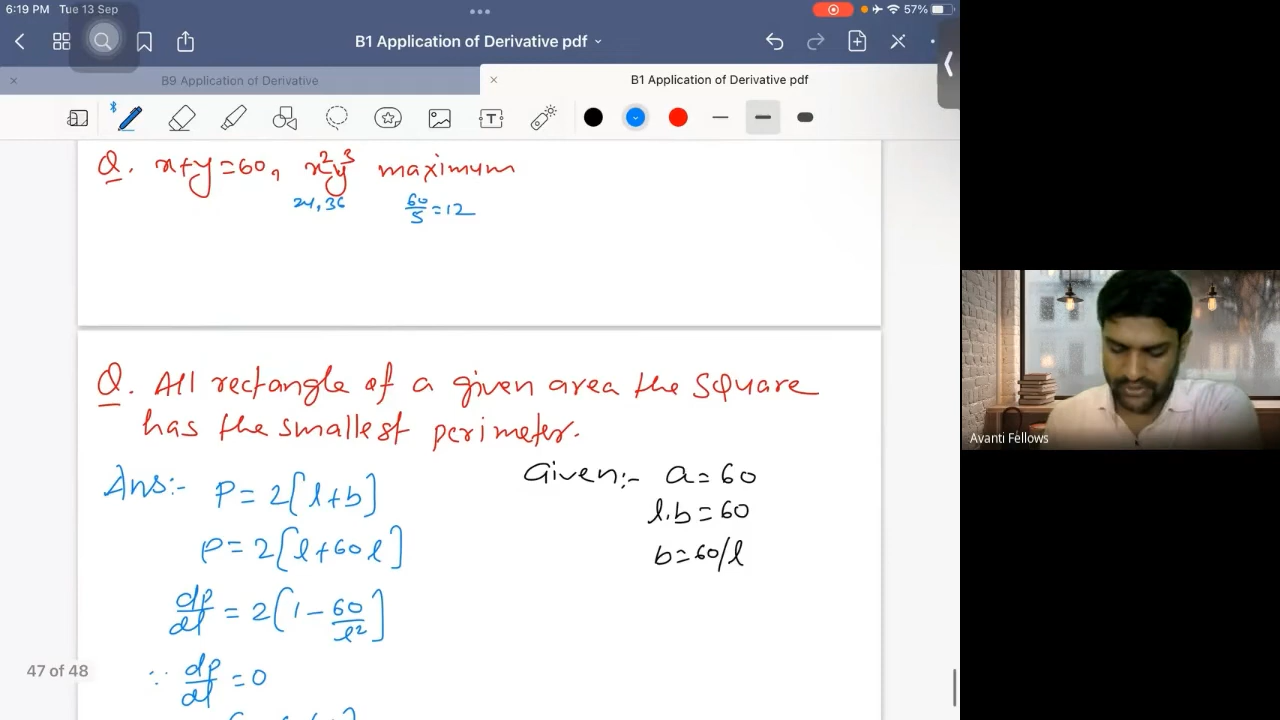 6:19 PM Tue 13 Sep
57%
B1 Application of Derivative pdf
B9 Application of Derivative
B1 Application of Derivative pdf
Q. x+y=60, x²y³ maximum
24,36 60/5=12
Q. All rectangle of a given area the square
has the smallest perimeter.
Ans:- P = 2[l+b]
Given:- a=60
l.b=60
P = 2[l+60l]
b=60/l
dp/dl = 2(1 - 60/l²]
∵ dp/dl = 0
47 of 48
Avanti Fellows